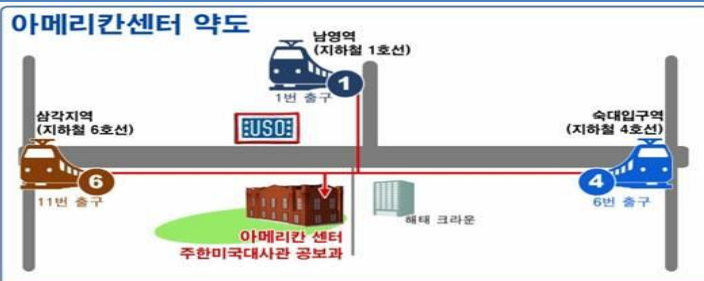 아메리칸센터 약도
남영역
(지하철 1호선)
1
1번 출구
삼각지역
(지하철 6호선)
USO
숙대입구역
(지하철 4호선)
6
11번 출구
4
6번 출구
해태 크라운
아메리칸 센터
주한미국대사관 공보과